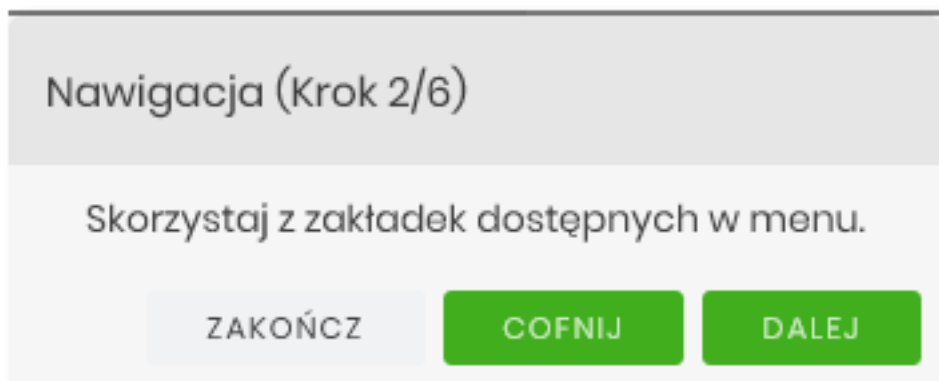 Nawigacja (Krok 2/6)
Skorzystaj z zakładek dostępnych w menu.
ZAKOŃCZ COFNIJ DALEJ